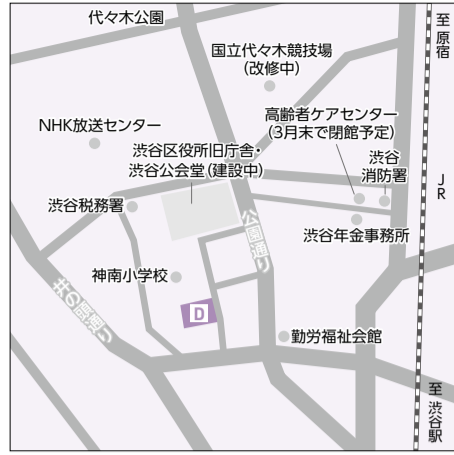 代々木公園
至 原宿
国立代々木競技場
(改修中)
高齢者ケアセンター
(3月末で閉館予定)
NHK放送センター
渋谷区役所旧庁舎・
渋谷公会堂(建設中)
渋谷
消防署
JR
渋谷税務署
公園通り
渋谷年金事務所
神南小学校
井の頭通り
D
勤労福祉会館
至 渋谷駅